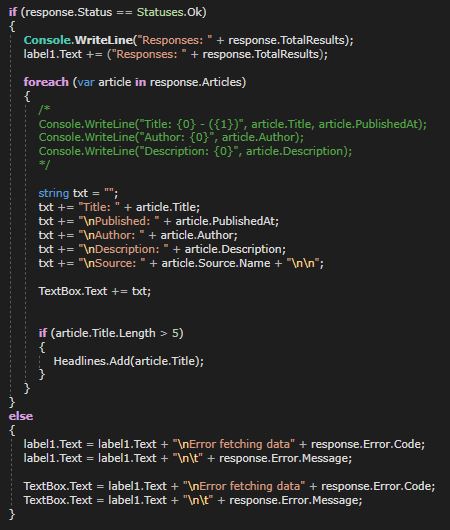 if (response.Status == Statuses.Ok)
{
    Console.WriteLine("Responses: " + response.TotalResults);
    label1.Text += ("Responses: " + response.TotalResults);

    foreach (var article in response.Articles)
    {
        /*
        Console.WriteLine("Title: {0} - ({1})", article.Title, article.PublishedAt);
        Console.WriteLine("Author: {0}", article.Author);
        Console.WriteLine("Description: {0}", article.Description);
        */

        string txt = "";
        txt += "Title: " + article.Title;
        txt += "\nPublished: " + article.PublishedAt;
        txt += "\nAuthor: " + article.Author;
        txt += "\nDescription: " + article.Description;
        txt += "\nSource: " + article.Source.Name + "\n\n";

        TextBox.Text += txt;


        if (article.Title.Length > 5)
        {
            Headlines.Add(article.Title);
        }
    }
}
else
{
    label1.Text = label1.Text + "\nError fetching data" + response.Error.Code;
    label1.Text = label1.Text + "\n\t" + response.Error.Message;

    TextBox.Text = label1.Text + "\nError fetching data" + response.Error.Code;
    TextBox.Text = label1.Text + "\n\t" + response.Error.Message;
}